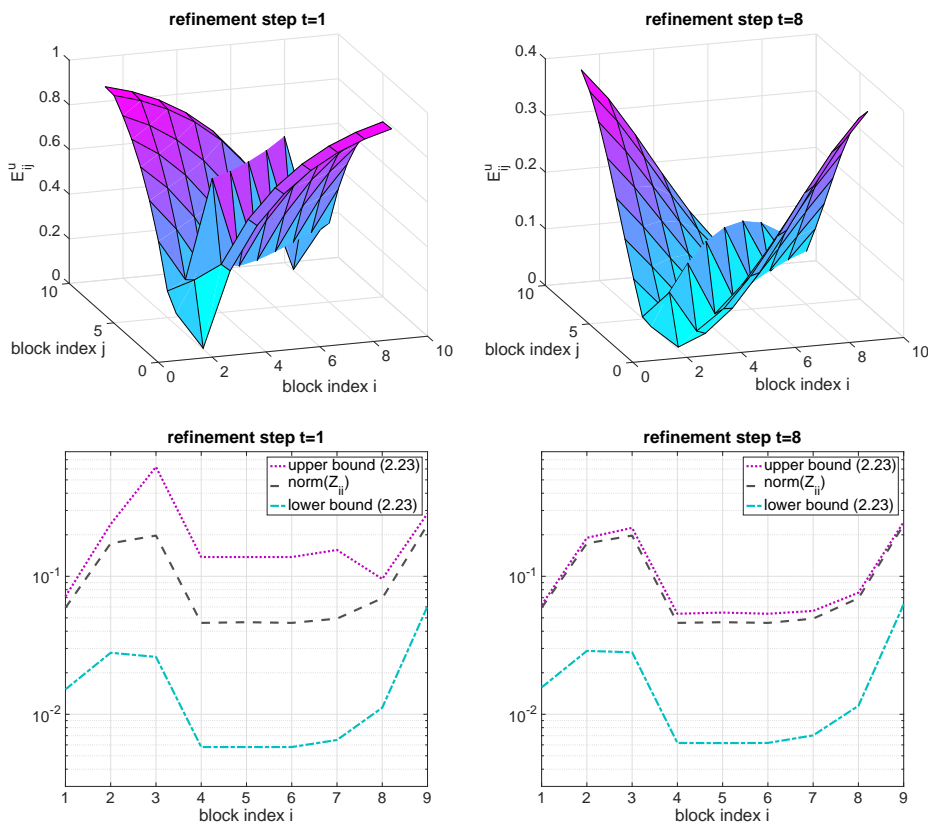 refinement step t=1
1
0.8
0.6
0.4
0.2
0
E^u_ij
10
5
0
block index j
0
2
4
6
8
10
block index i
refinement step t=8
0.4
0.3
0.2
0.1
0
E^u_ij
10
5
0
block index j
0
2
4
6
8
10
block index i
refinement step t=1
upper bound (2.23)
norm(Z_ii)
lower bound (2.23)
10^-1
10^-2
1 2 3 4 5 6 7 8 9
block index i
refinement step t=8
upper bound (2.23)
norm(Z_ii)
lower bound (2.23)
10^-1
10^-2
1 2 3 4 5 6 7 8 9
block index i